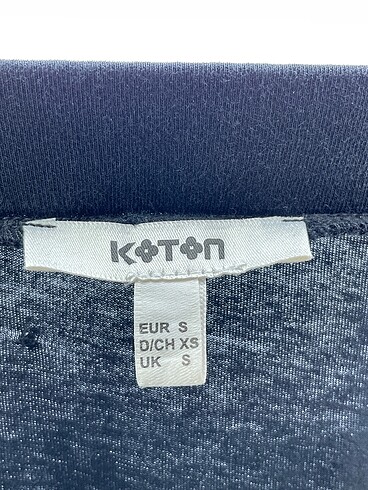 KOTON
EUR S
D/CH XS
UK S